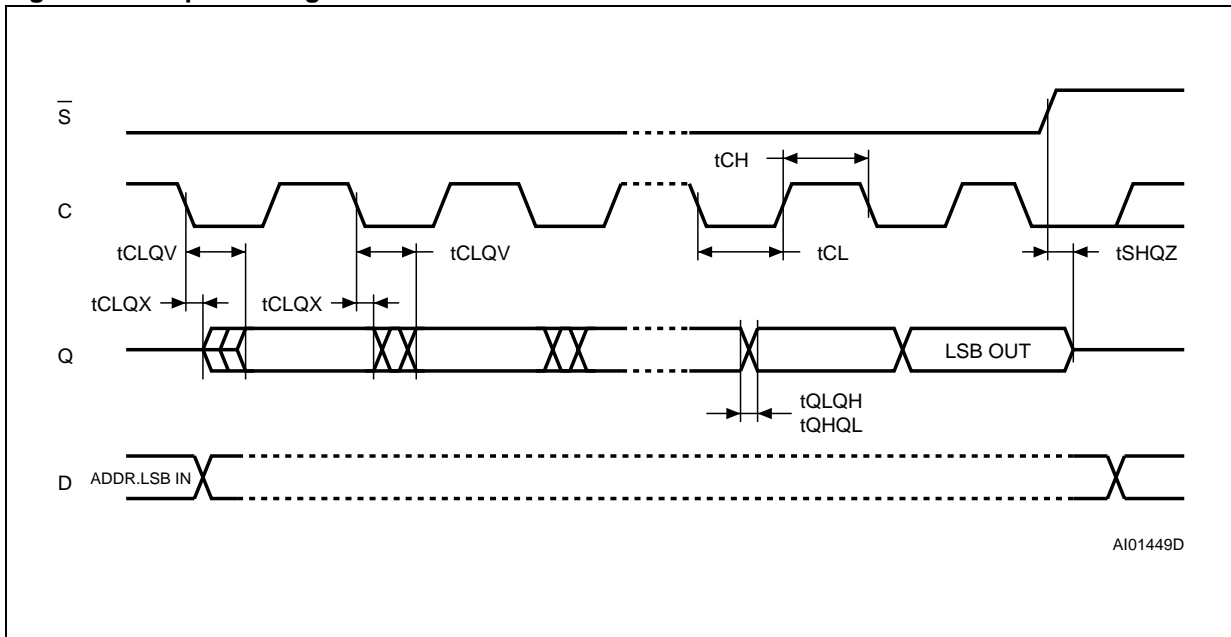 S
tCH
C
tCLQV
tCLQV
tCL
tSHQZ
tCLQX
tCLQX
Q
LSB OUT
tQLQH
tQHQL
D
ADDR.LSB IN
AI01449D